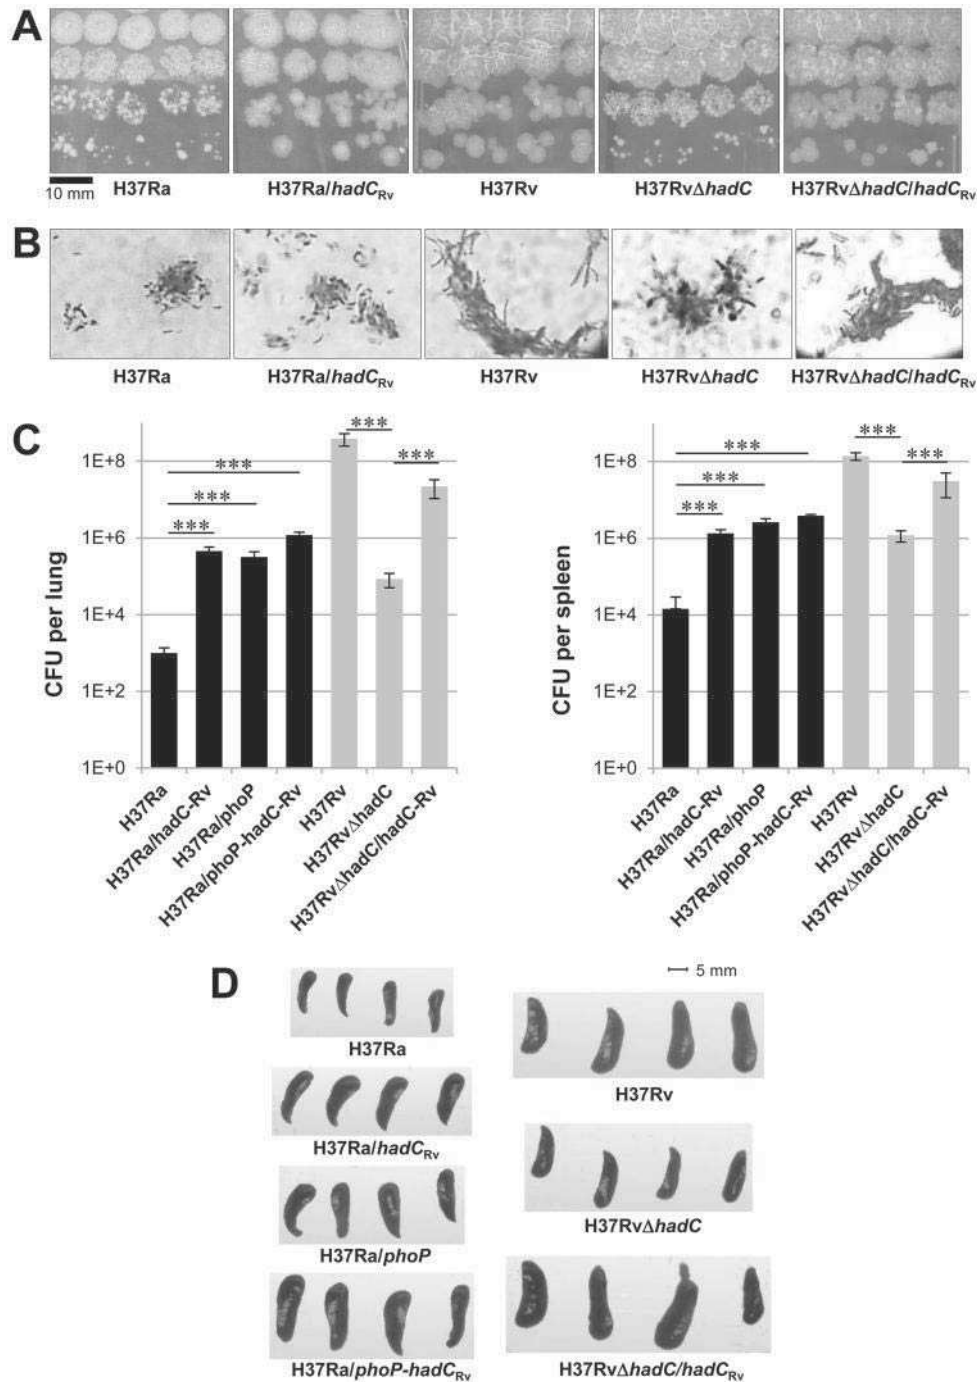 A
10 mm
H37Ra
H37Ra/hadCRv
H37Rv
H37RvΔhadC
H37RvΔhadC/hadCRv
B
H37Ra
H37Ra/hadCRv
H37Rv
H37RvΔhadC
H37RvΔhadC/hadCRv
C
CFU per lung
1E+8
1E+6
1E+4
1E+2
1E+0
***
***
***
***
***
H37Ra
H37Ra/hadC-Rv
H37Ra/phoP
H37Ra/phoP-hadC-Rv
H37Rv
H37RvΔhadC
H37RvΔhadC/hadC-Rv
CFU per spleen
1E+8
1E+6
1E+4
1E+2
1E+0
***
***
***
***
***
H37Ra
H37Ra/hadC-Rv
H37Ra/phoP
H37Ra/phoP-hadC-Rv
H37Rv
H37RvΔhadC
H37RvΔhadC/hadC-Rv
D
5 mm
H37Ra
H37Ra/hadCRv
H37Ra/phoP
H37Ra/phoP-hadCRv
H37Rv
H37RvΔhadC
H37RvΔhadC/hadCRv